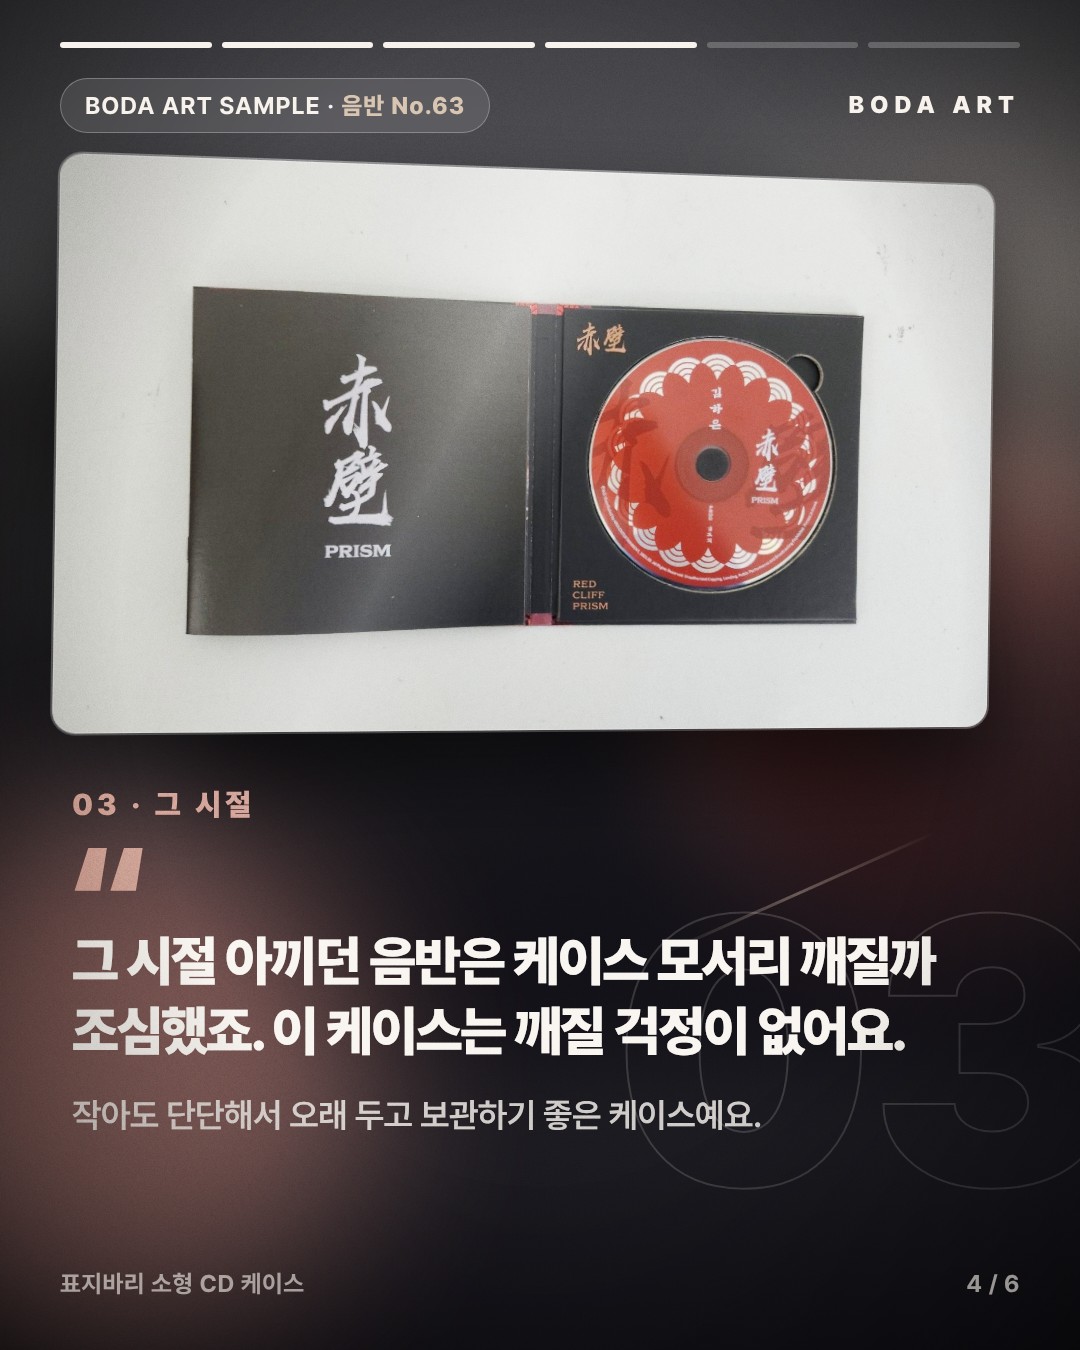 BODA ART SAMPLE · 음반 No.63
BODA ART
赤壁
PRISM
赤壁
김하은
赤壁
PRISM
RED
CLIFF
PRISM
03 · 그 시절
"
그 시절 아끼던 음반은 케이스 모서리 깨질까
조심했죠. 이 케이스는 깨질 걱정이 없어요.
작아도 단단해서 오래 두고 보관하기 좋은 케이스예요.
03
표지바리 소형 CD 케이스
4 / 6